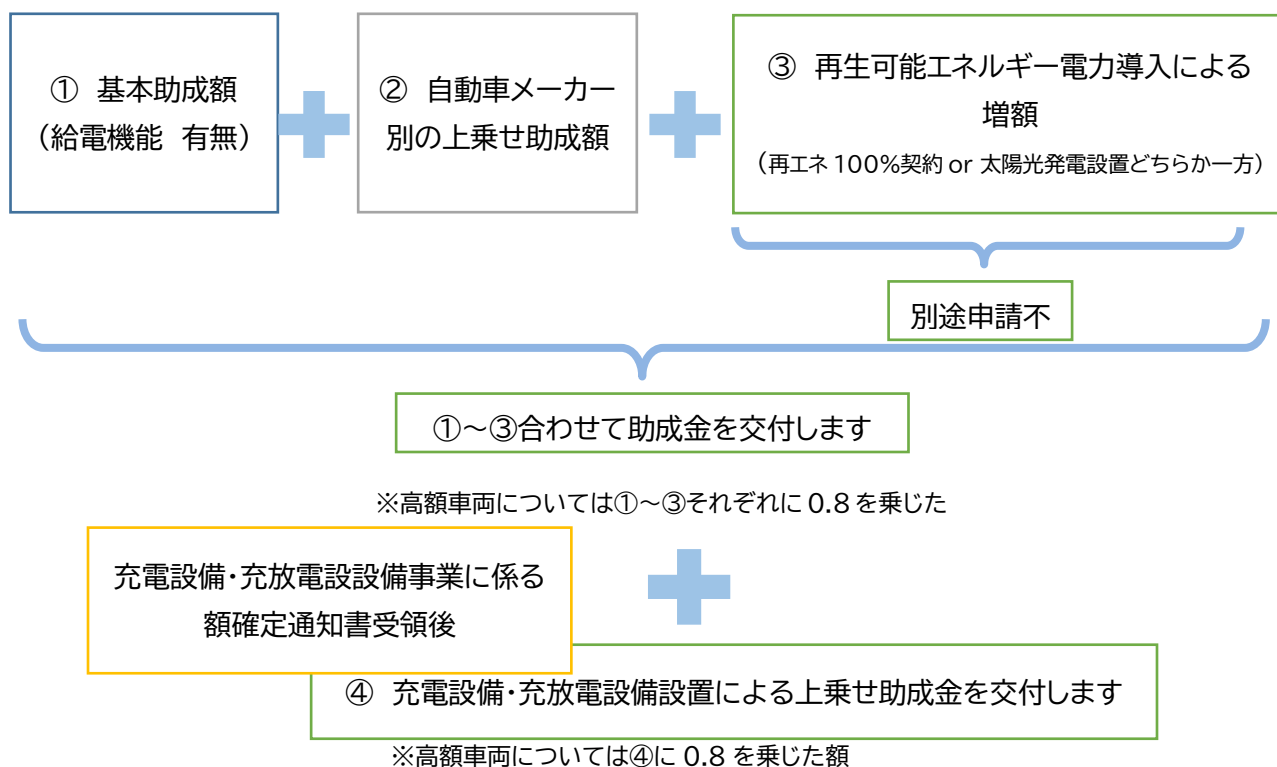 ① 基本助成額
（給電機能 有無）
② 自動車メーカー
別の上乗せ助成額
③ 再生可能エネルギー電力導入による
増額
（再エネ100%契約 or 太陽光発電設置どちらか一方）
別途申請不
①～③合わせて助成金を交付します
※高額車両については①～③それぞれに 0.8 を乗じた
充電設備・充放電設設備事業に係る
額確定通知書受領後
④ 充電設備・充放電設備設置による上乗せ助成金を交付します
※高額車両については④に 0.8 を乗じた額